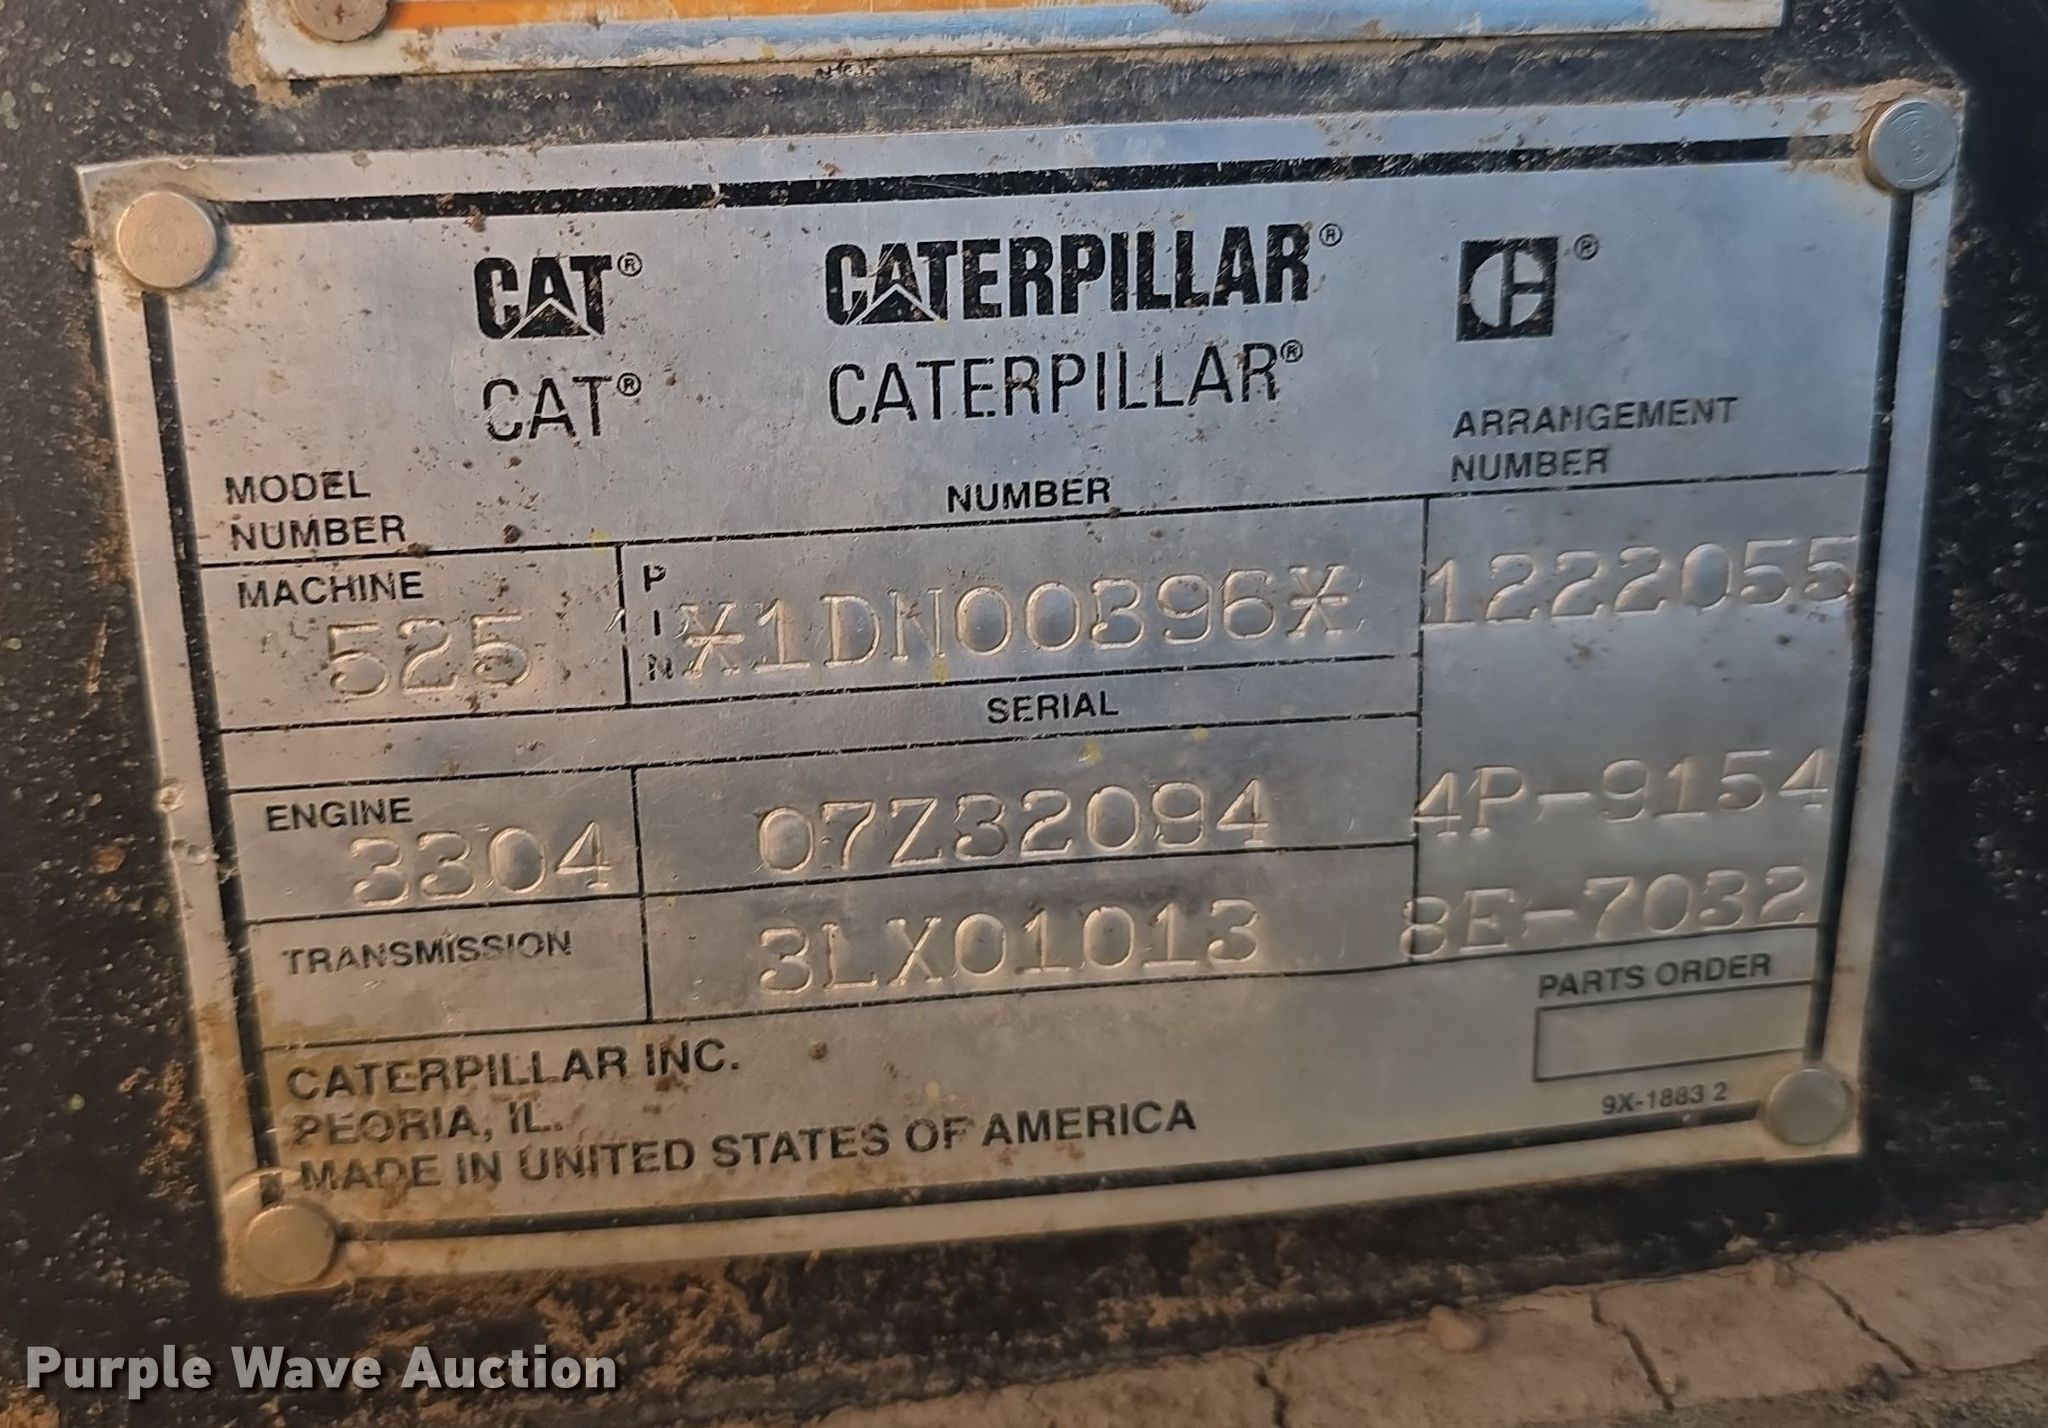 CAT® CATERPILLAR® ®
CAT® CATERPILLAR®
MODEL NUMBER
NUMBER
ARRANGEMENT NUMBER
MACHINE 525 PIN *1DN00396* 1222055
SERIAL
ENGINE 3304 07Z32094 4P-9154
TRANSMISSION 3LX01013 8E-7032
PARTS ORDER
CATERPILLAR INC.
PEORIA, IL.
MADE IN UNITED STATES OF AMERICA
9X-1883 2
Purple Wave Auction